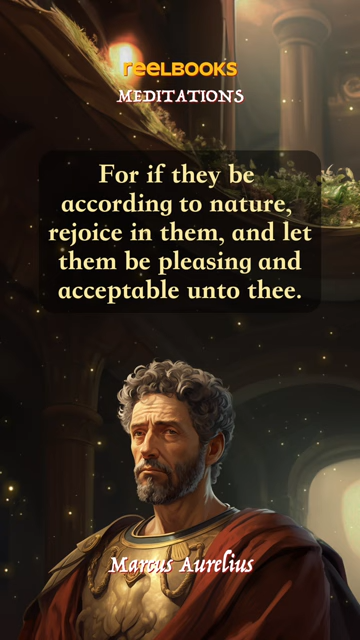 reelBOOKS
MEDITATIONS
For if they be
according to nature,
rejoice in them, and let
them be pleasing and
acceptable unto thee.
Marcus Aurelius